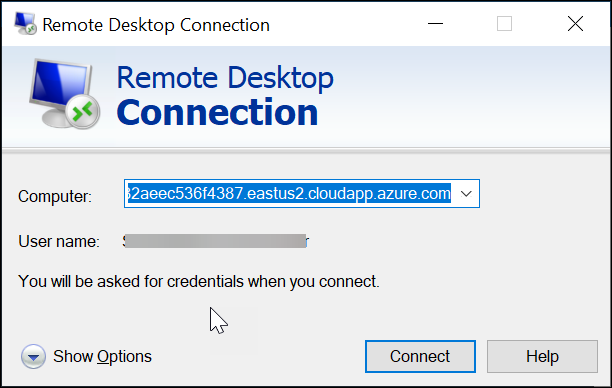 Remote Desktop Connection
Remote Desktop
Connection
Computer:
32aeec536f4387.eastus2.cloudapp.azure.com
User name:
You will be asked for credentials when you connect.
Show Options
Connect
Help